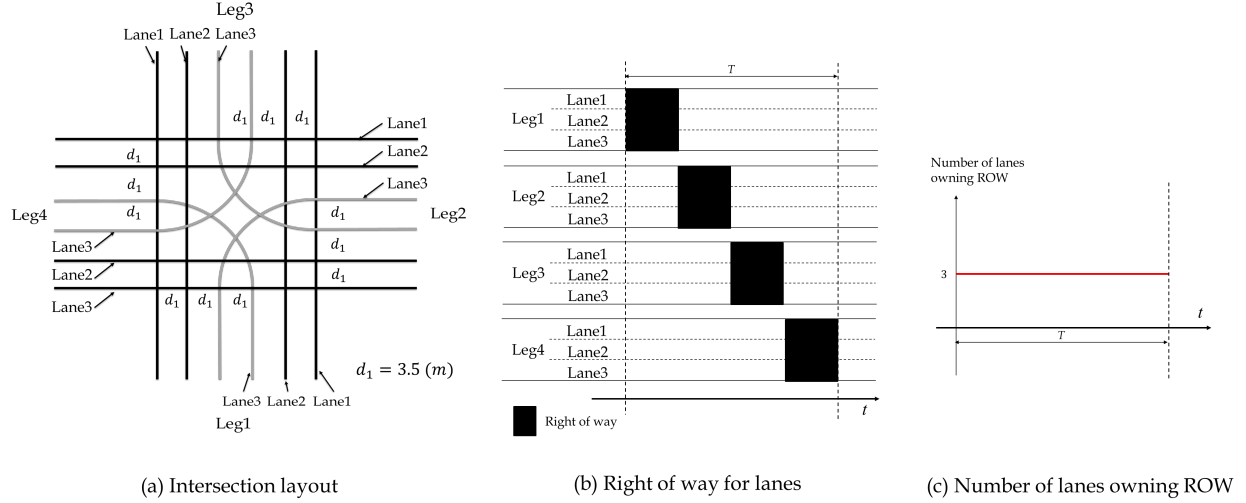 Leg3
Lane1 Lane2 Lane3
d₁ d₁ d₁
Lane1
d₁
Lane2
d₁
Lane3
Leg4
d₁
d₁
Leg2
Lane3
d₁
Lane2
d₁
Lane3
d₁ d₁ d₁
d₁ = 3.5 (m)
Lane3 Lane2 Lane1
Leg1
(a) Intersection layout
T
Leg1
Lane1
Lane2
Lane3
Leg2
Lane1
Lane2
Lane3
Leg3
Lane1
Lane2
Lane3
Leg4
Lane1
Lane2
Lane3
t
Right of way
(b) Right of way for lanes
Number of lanes
owning ROW
3
t
T
(c) Number of lanes owning ROW